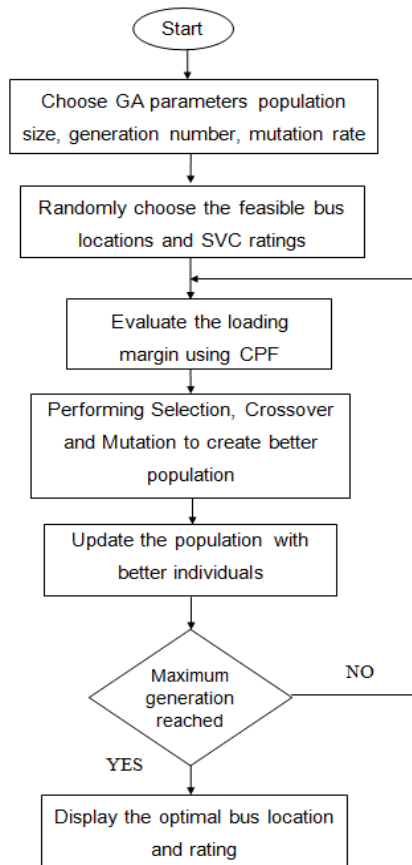 Start
Choose GA parameters population
size, generation number, mutation rate
Randomly choose the feasible bus
locations and SVC ratings
Evaluate the loading
margin using CPF
Performing Selection, Crossover
and Mutation to create better
population
Update the population with
better individuals
Maximum
generation
reached
NO
YES
Display the optimal bus location
and rating